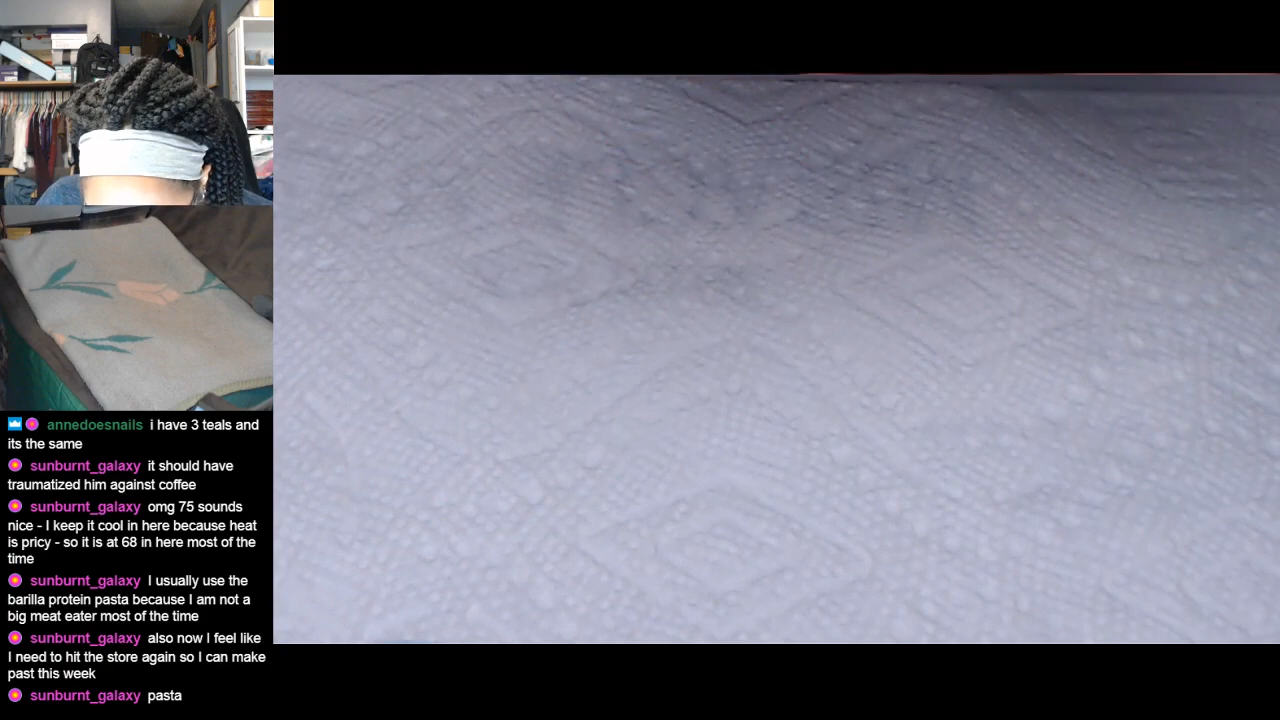 annedoesnails i have 3 teals and
its the same
sunburnt_galaxy it should have
traumatized him against coffee
sunburnt_galaxy omg 75 sounds
nice - I keep it cool in here because heat
is pricy - so it is at 68 in here most of the
time
sunburnt_galaxy I usually use the
barilla protein pasta because I am not a
big meat eater most of the time
sunburnt_galaxy also now I feel like
I need to hit the store again so I can make
past this week
sunburnt_galaxy pasta